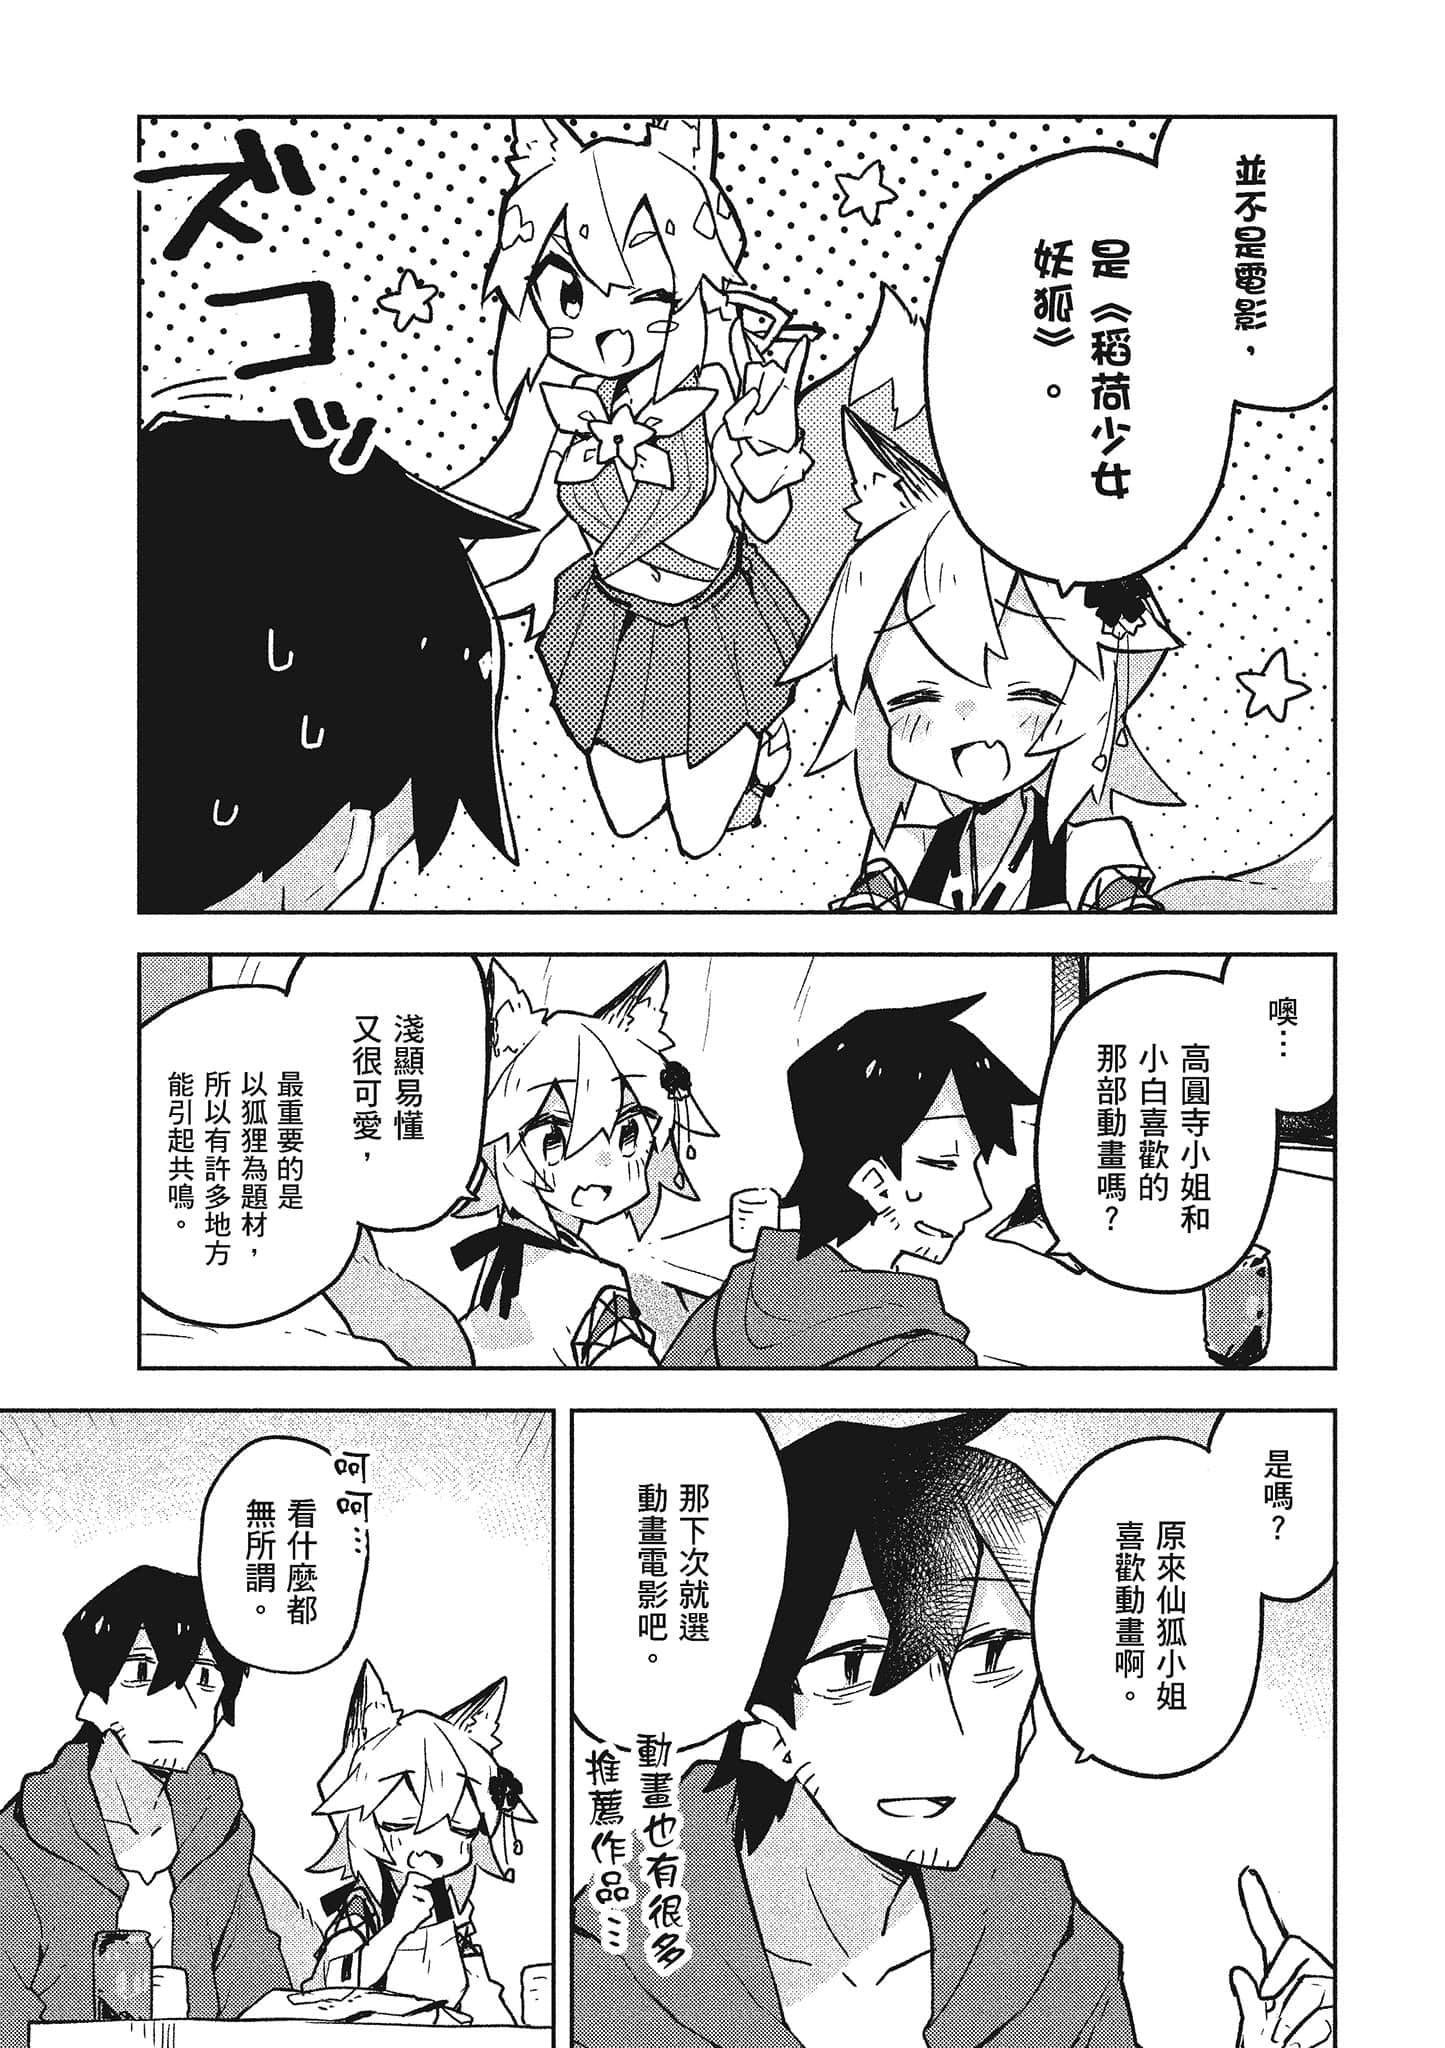 並不是電影，
是《稻荷少女
妖狐》。
ズコッ
噢…
高圓寺小姐和
小白喜歡的
那部動畫嗎？
淺顯易懂
又很可愛，
最重要的是
以狐狸為題材，
所以有許多地方
能引起共鳴。
是嗎？
原來仙狐小姐
喜歡動畫啊。
那下次就選
動畫電影吧。
動畫也有很多
推薦作品…
呵呵…
看什麼都
無所謂。